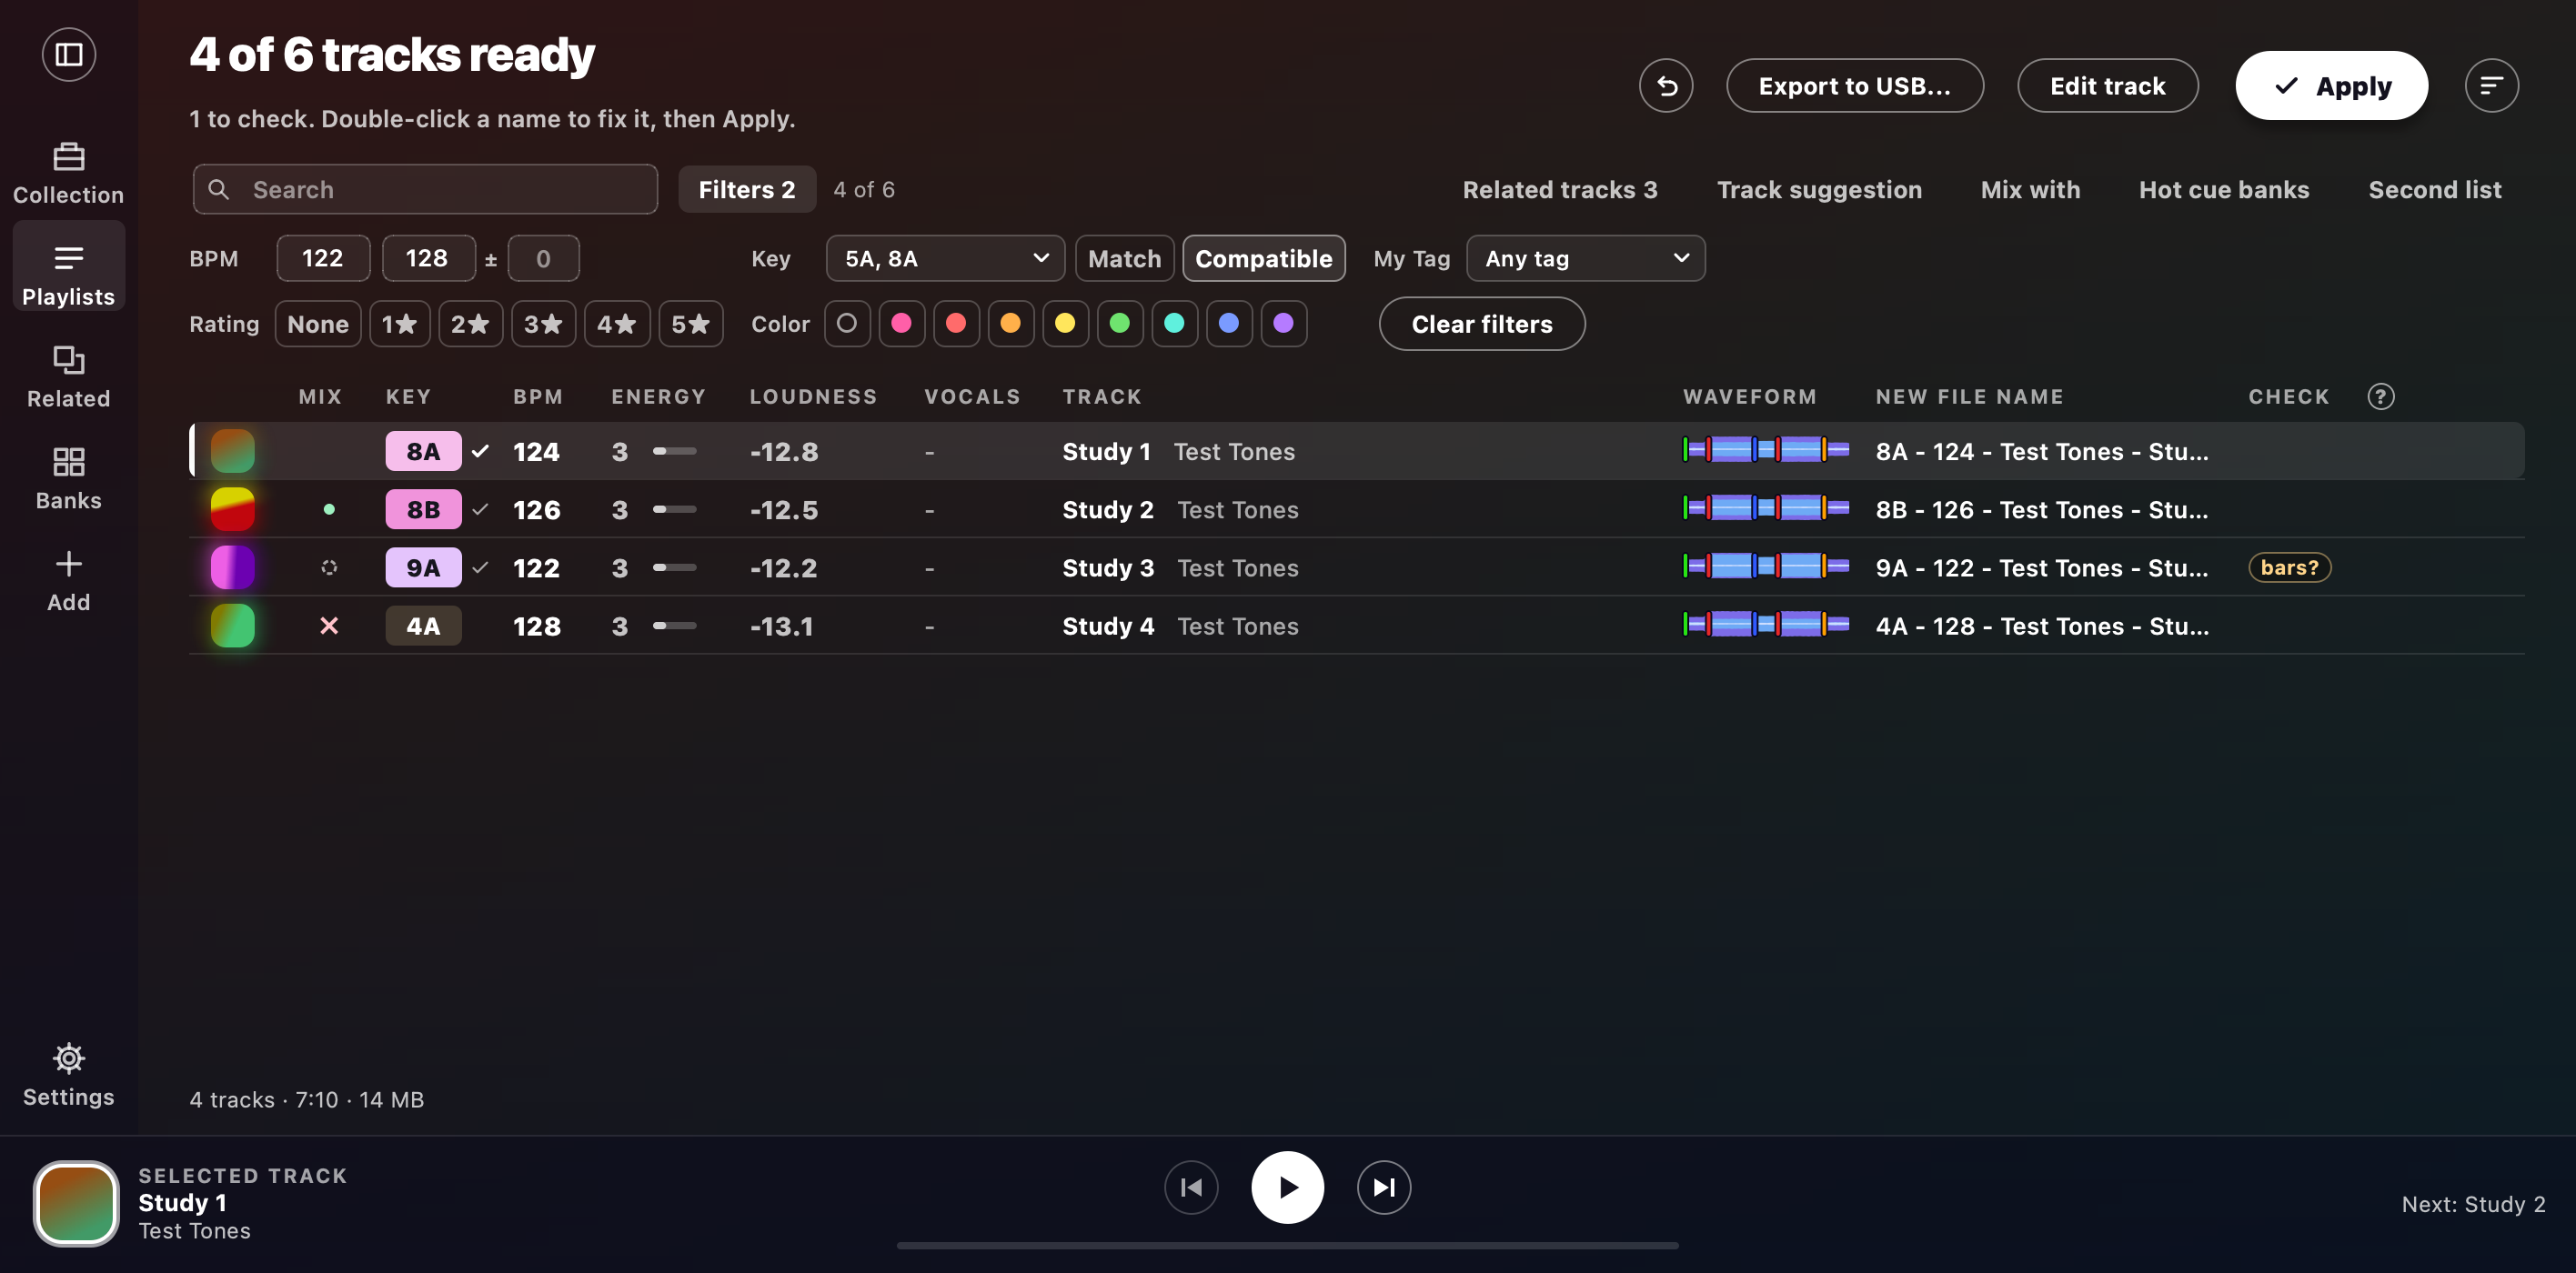 4 of 6 tracks ready
1 to check. Double-click a name to fix it, then Apply.
Export to USB...
Edit track
Apply
Collection
Playlists
Related
Banks
Add
Settings
Search
Filters 2
4 of 6
Related tracks 3
Track suggestion
Mix with
Hot cue banks
Second list
BPM 122 128 ± 0
Key 5A, 8A Match Compatible
My Tag Any tag
Rating None 1★ 2★ 3★ 4★ 5★
Color
Clear filters
MIX KEY BPM ENERGY LOUDNESS VOCALS TRACK WAVEFORM NEW FILE NAME CHECK ?
8A 124 3 -12.8 - Study 1 Test Tones 8A - 124 - Test Tones - Stu...
8B 126 3 -12.5 - Study 2 Test Tones 8B - 126 - Test Tones - Stu...
9A 122 3 -12.2 - Study 3 Test Tones 9A - 122 - Test Tones - Stu... bars?
4A 128 3 -13.1 - Study 4 Test Tones 4A - 128 - Test Tones - Stu...
4 tracks · 7:10 · 14 MB
SELECTED TRACK
Study 1
Test Tones
Next: Study 2